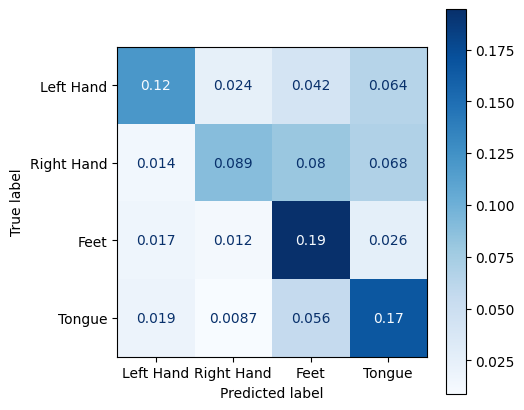 Left Hand 0.12 0.024 0.042 0.064
Right Hand 0.014 0.089 0.08 0.068
Feet 0.017 0.012 0.19 0.026
Tongue 0.019 0.0087 0.056 0.17
Left Hand Right Hand Feet Tongue
Predicted label
True label
0.175
0.150
0.125
0.100
0.075
0.050
0.025